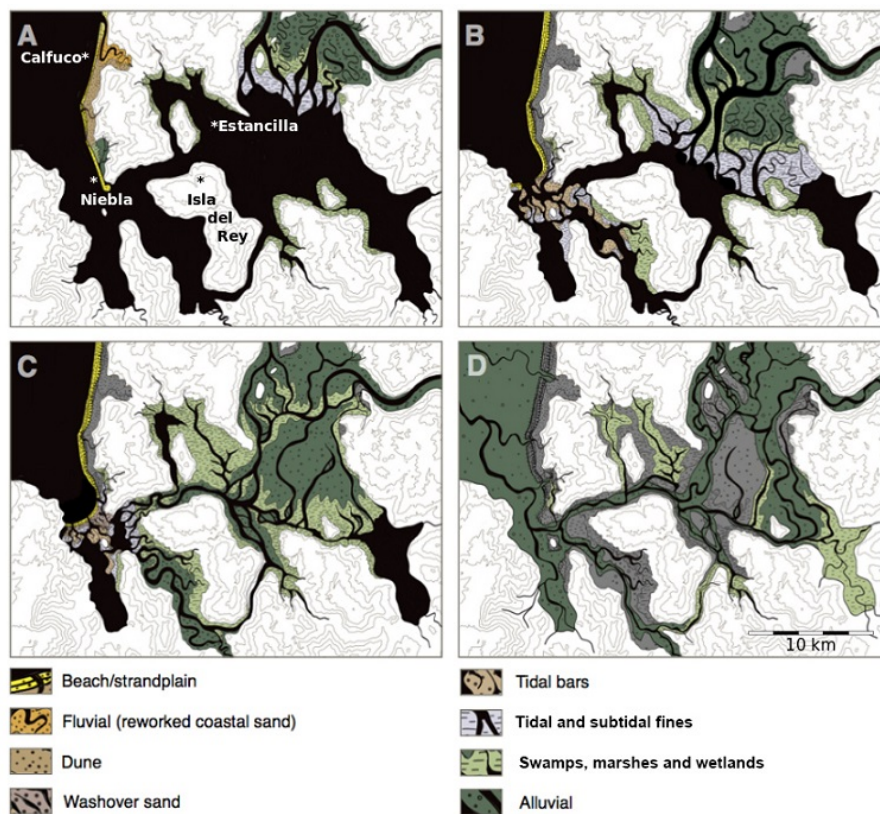 A
B
Calfuco*
*Estancilla
*
*
Niebla
Isla
del
Rey
C
D
10 km
Beach/strandplain
Tidal bars
Fluvial (reworked coastal sand)
Tidal and subtidal fines
Dune
Swamps, marshes and wetlands
Washover sand
Alluvial